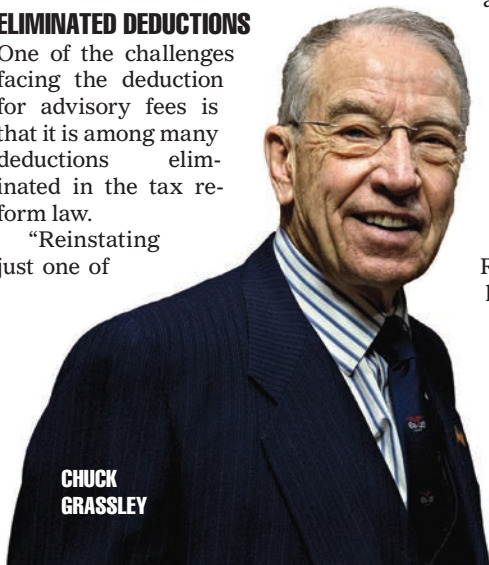 ELIMINATED DEDUCTIONS
One of the challenges
facing the deduction
for advisory fees is
that it is among many
deductions elim-
inated in the tax re-
form law.
“Reinstating
just one of
CHUCK
GRASSLEY